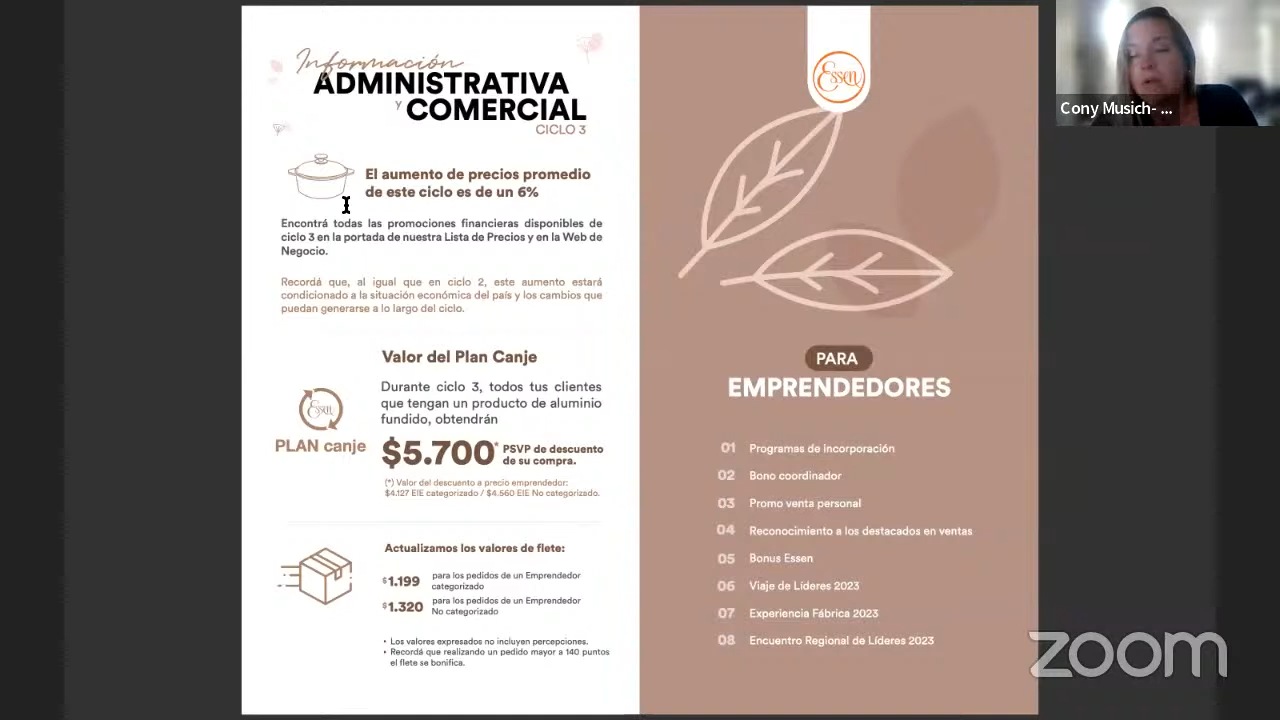 Información
ADMINISTRATIVA
y COMERCIAL
CICLO 3
El aumento de precios promedio
de este ciclo es de un 6%
Encontrá todas las promociones financieras disponibles de
ciclo 3 en la portada de nuestra Lista de Precios y en la Web de
Negocio.
Recordá que, al igual que en ciclo 2, este aumento estará
condicionado a la situación económica del país y los cambios que
puedan generarse a lo largo del ciclo.
Valor del Plan Canje
Durante ciclo 3, todos tus clientes
que tengan un producto de aluminio
fundido, obtendrán
Essen
PLAN canje
$5.700* PSVP de descuento
de su compra.
(*) Valor del descuento a precio emprendedor:
$4.127 EIE categorizado / $4.560 EIE No categorizado.
Actualizamos los valores de flete:
$1.199 para los pedidos de un Emprendedor
categorizado
$1.320 para los pedidos de un Emprendedor
No categorizado
• Los valores expresados no incluyen percepciones.
• Recordá que realizando un pedido mayor a 140 puntos
el flete se bonifica.
Essen
PARA
EMPRENDEDORES
01 Programas de incorporación
02 Bono coordinador
03 Promo venta personal
04 Reconocimiento a los destacados en ventas
05 Bonus Essen
06 Viaje de Líderes 2023
07 Experiencia Fábrica 2023
08 Encuentro Regional de Líderes 2023
Cony Musich- ...
zoom